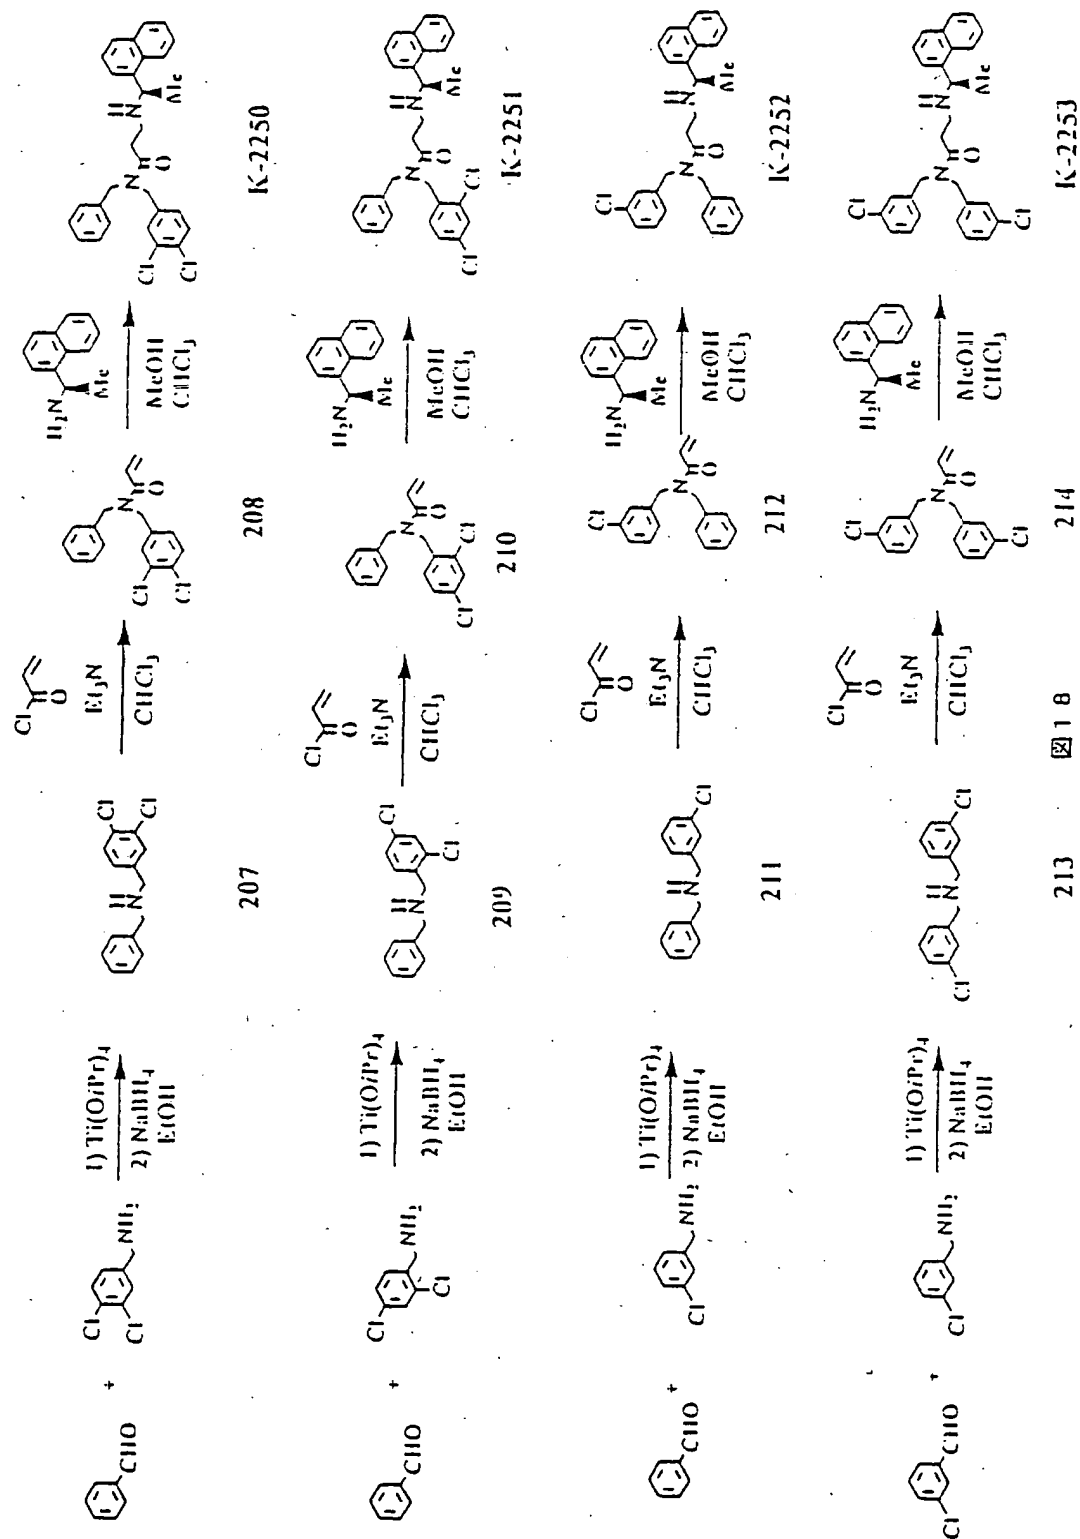 CHO
+
Cl
Cl
NH2
1) Ti(OiPr)4
2) NaBH4
EtOH
H
N
Cl
Cl
207
Cl
O
Et3N
CHCl3
N
O
Cl
Cl
208
H2N
Me
MeOH
CHCl3
N
O
H
N
Me
Cl
Cl
K-2250
CHO
+
Cl
Cl
NH2
1) Ti(OiPr)4
2) NaBH4
EtOH
H
N
Cl
Cl
209
Cl
O
Et3N
CHCl3
N
O
Cl
Cl
210
H2N
Me
MeOH
CHCl3
N
O
H
N
Me
Cl
Cl
K-2251
CHO
+
Cl
NH2
1) Ti(OiPr)4
2) NaBH4
EtOH
H
N
Cl
211
Cl
O
Et3N
CHCl3
Cl
N
O
212
H2N
Me
MeOH
CHCl3
Cl
N
O
H
N
Me
K-2252
Cl
CHO
+
Cl
NH2
1) Ti(OiPr)4
2) NaBH4
EtOH
Cl
H
N
Cl
213
Cl
O
Et3N
CHCl3
Cl
N
O
Cl
214
H2N
Me
MeOH
CHCl3
Cl
N
O
H
N
Me
Cl
K-2253
図18